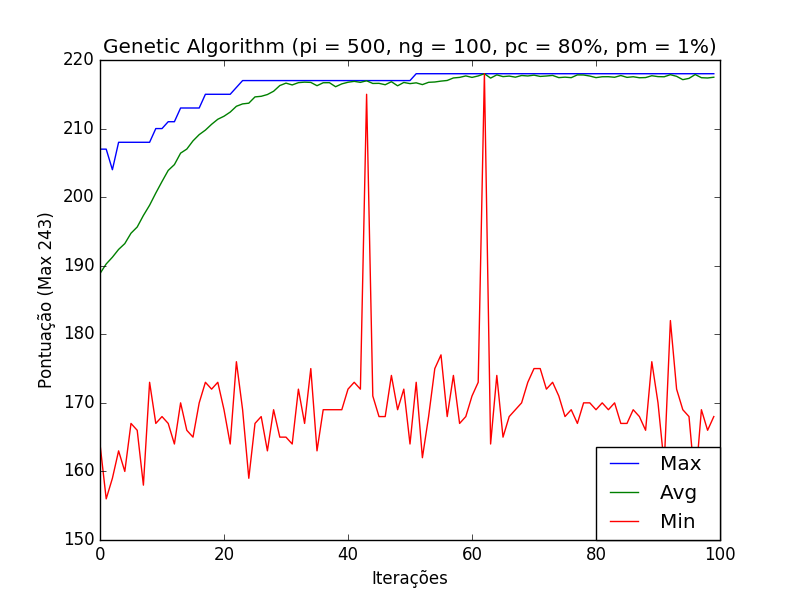 Genetic Algorithm (pi = 500, ng = 100, pc = 80%, pm = 1%)
220
210
200
190
180
170
160
150
Pontuação (Max 243)
Max
Avg
Min
0 20 40 60 80 100
Iterações